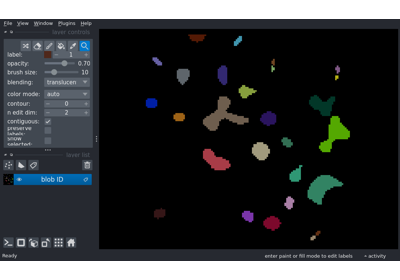 File View Window Plugins Help
layer controls
label: 1
opacity: 0.70
brush size: 10
blending: translucen
color mode: auto
contour: 0
n edit dim: 2
contiguous:
preserve
labels:
show
selected:
layer list
blob ID
Ready enter paint or fill mode to edit labels activity